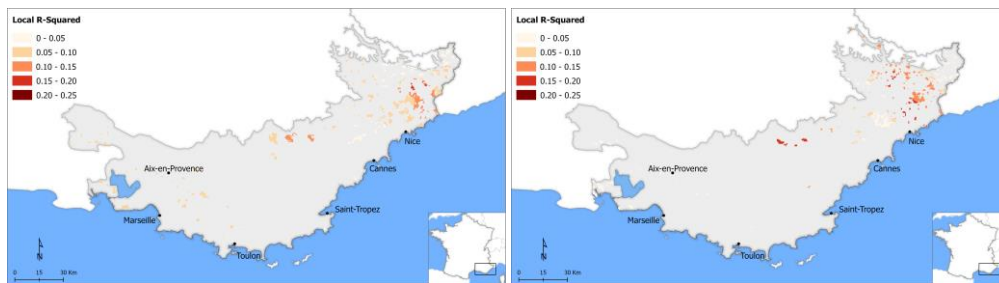 Local R-Squared
0 - 0.05
0.05 - 0.10
0.10 - 0.15
0.15 - 0.20
0.20 - 0.25
Nice
Cannes
Aix-en-Provence
Saint-Tropez
Marseille
Toulon
N
0 15 30 Km
Local R-Squared
0 - 0.05
0.05 - 0.10
0.10 - 0.15
0.15 - 0.20
0.20 - 0.25
Nice
Cannes
Aix-en-Provence
Saint-Tropez
Marseille
Toulon
N
0 15 30 Km